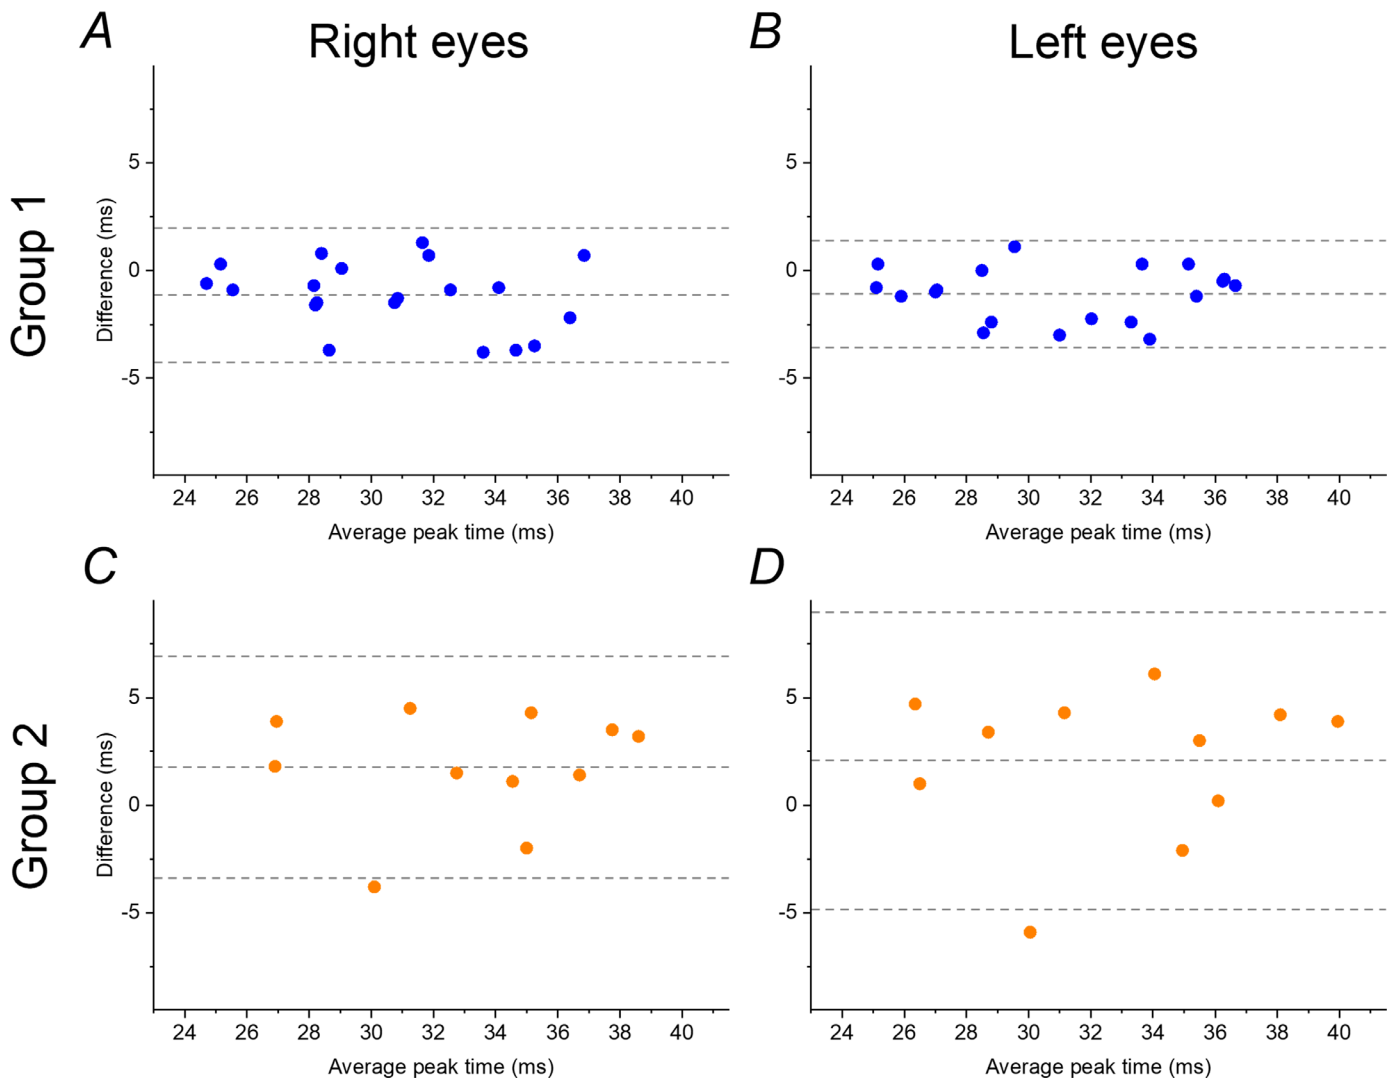 A
Right eyes
B
Left eyes
Group 1
Difference (ms)
5
0
-5
24 26 28 30 32 34 36 38 40
Average peak time (ms)
5
0
-5
24 26 28 30 32 34 36 38 40
Average peak time (ms)
C
D
Group 2
Difference (ms)
5
0
-5
24 26 28 30 32 34 36 38 40
Average peak time (ms)
5
0
-5
24 26 28 30 32 34 36 38 40
Average peak time (ms)